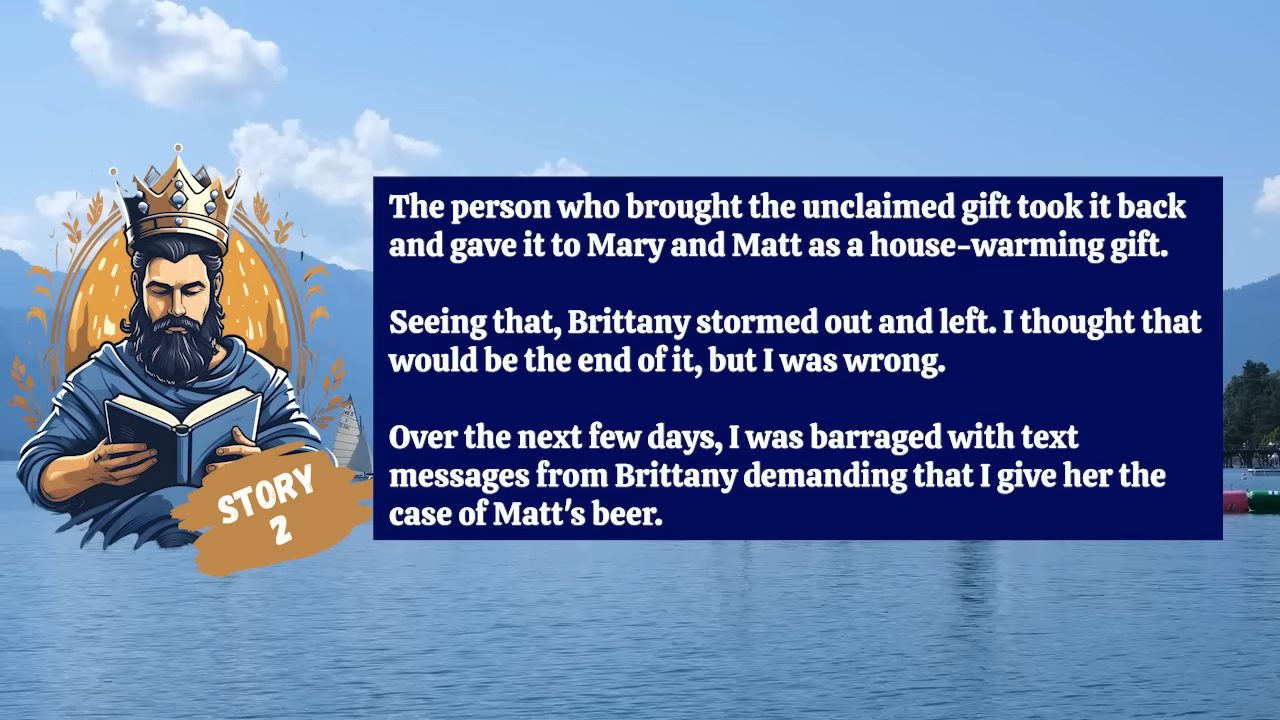 The person who brought the unclaimed gift took it back
and gave it to Mary and Matt as a house-warming gift.
Seeing that, Brittany stormed out and left. I thought that
would be the end of it, but I was wrong.
Over the next few days, I was barraged with text
messages from Brittany demanding that I give her the
case of Matt's beer.
STORY
2